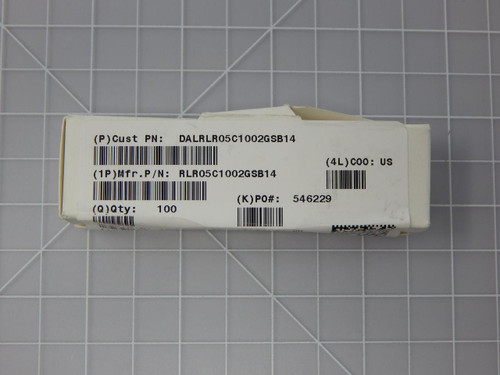 (P)Cust PN: DALRLR05C1002GSB14
(4L)COO: US
(1P)Mfr.P/N: RLR05C1002GSB14
(K)PO#: 546229
(Q)Qty: 100